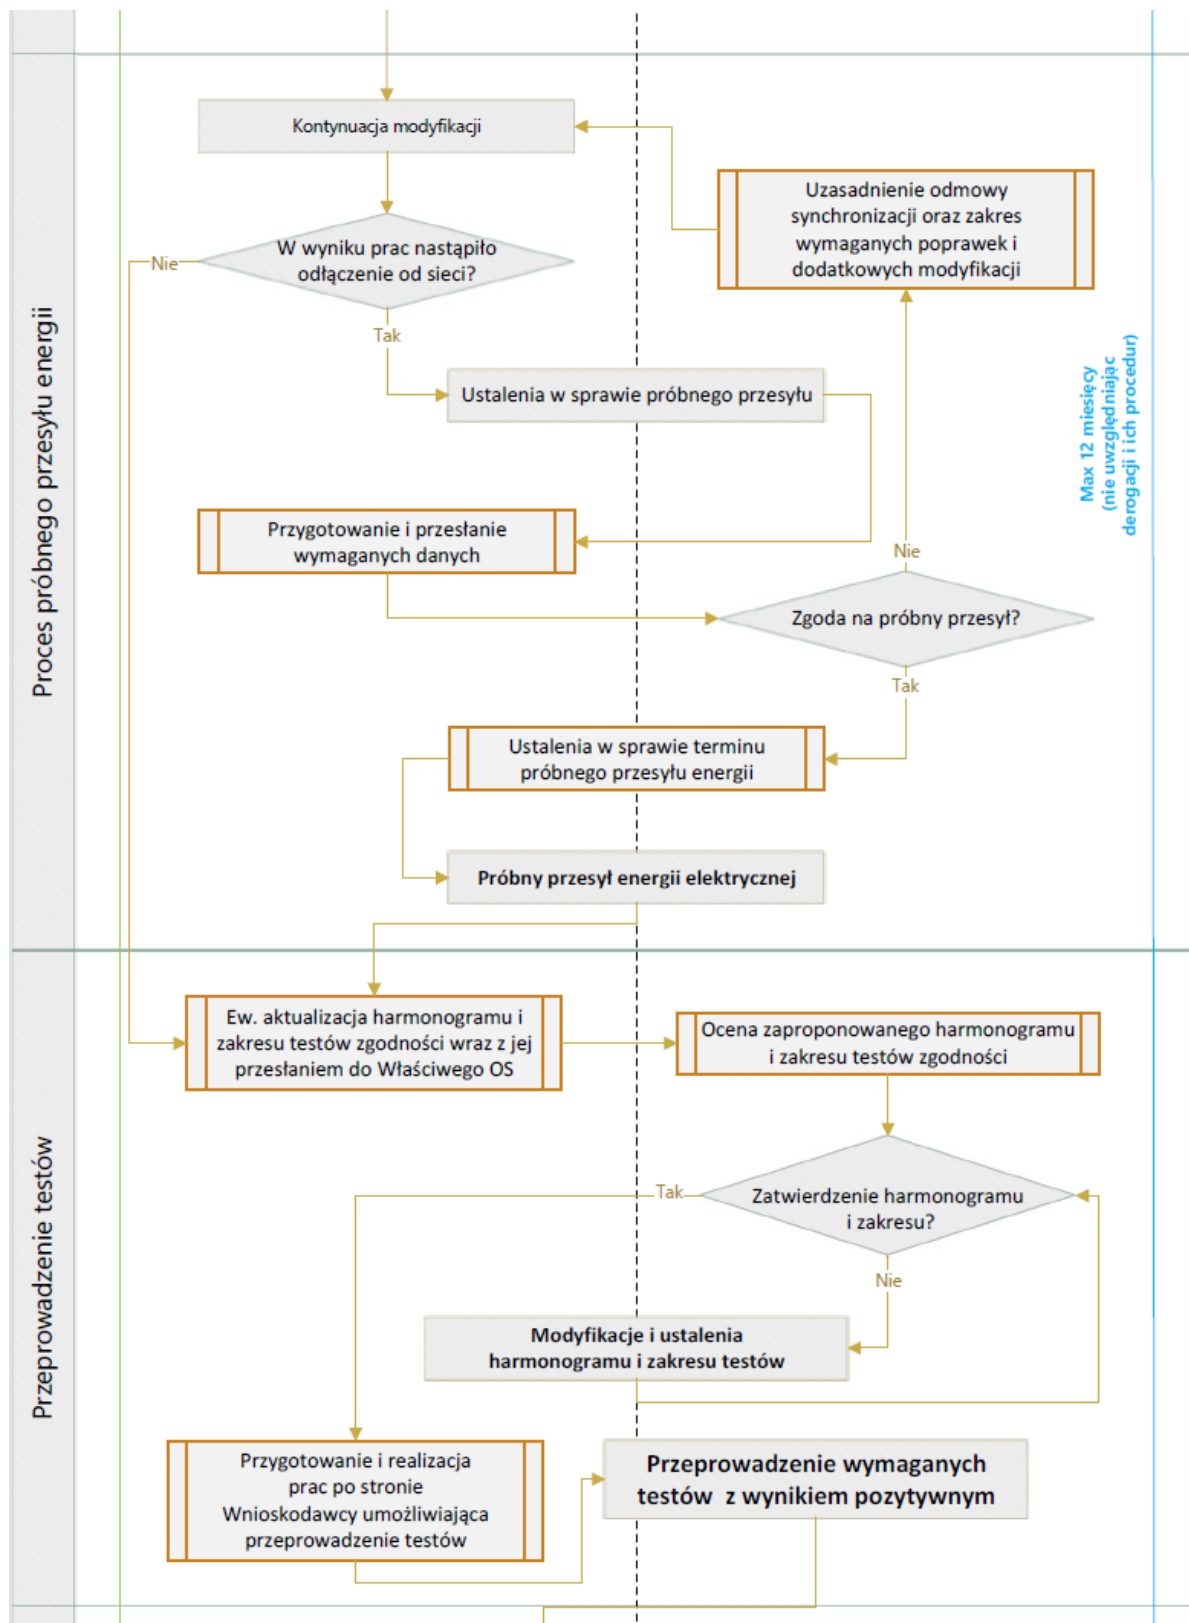 Proces próbnego przesyłu energii
Kontynuacja modyfikacji
W wyniku prac nastąpiło
odłączenie od sieci?
Nie
Tak
Uzasadnienie odmowy
synchronizacji oraz zakres
wymaganych poprawek i
dodatkowych modyfikacji
Ustalenia w sprawie próbnego przesyłu
Max 12 miesięcy
(nie uwzględniając
derogacji i ich procedur)
Przygotowanie i przesłanie
wymaganych danych
Nie
Zgoda na próbny przesył?
Tak
Ustalenia w sprawie terminu
próbnego przesyłu energii
Próbny przesył energii elektrycznej
Przeprowadzenie testów
Ew. aktualizacja harmonogramu i
zakresu testów zgodności wraz z jej
przesłaniem do Właściwego OS
Ocena zaproponowanego harmonogramu
i zakresu testów zgodności
Zatwierdzenie harmonogramu
i zakresu?
Tak
Nie
Modyfikacje i ustalenia
harmonogramu i zakresu testów
Przygotowanie i realizacja
prac po stronie
Wnioskodawcy umożliwiająca
przeprowadzenie testów
Przeprowadzenie wymaganych
testów z wynikiem pozytywnym